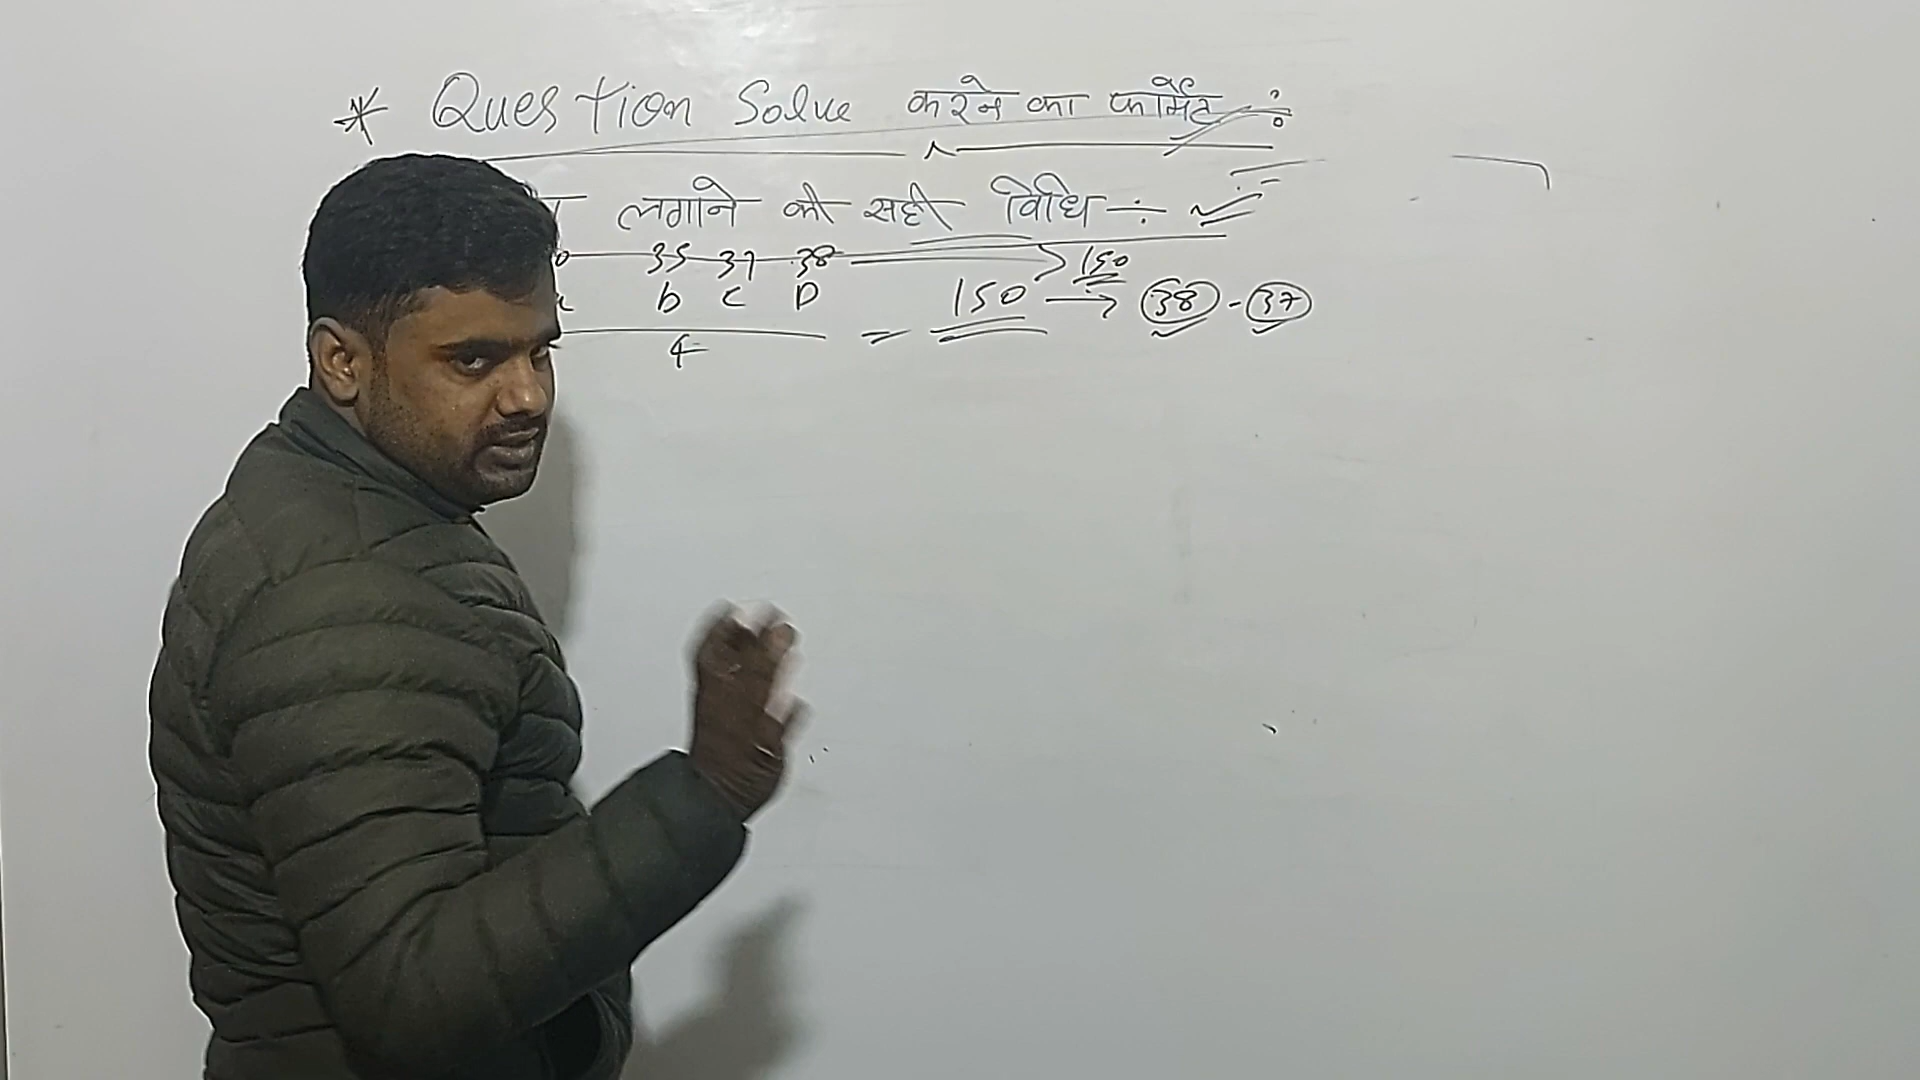 * Question Solve करने का फॉर्मेट ÷
लगाने की सही विधि ÷
35 37 38 150
b c D 150 → 38 - 37
4 =